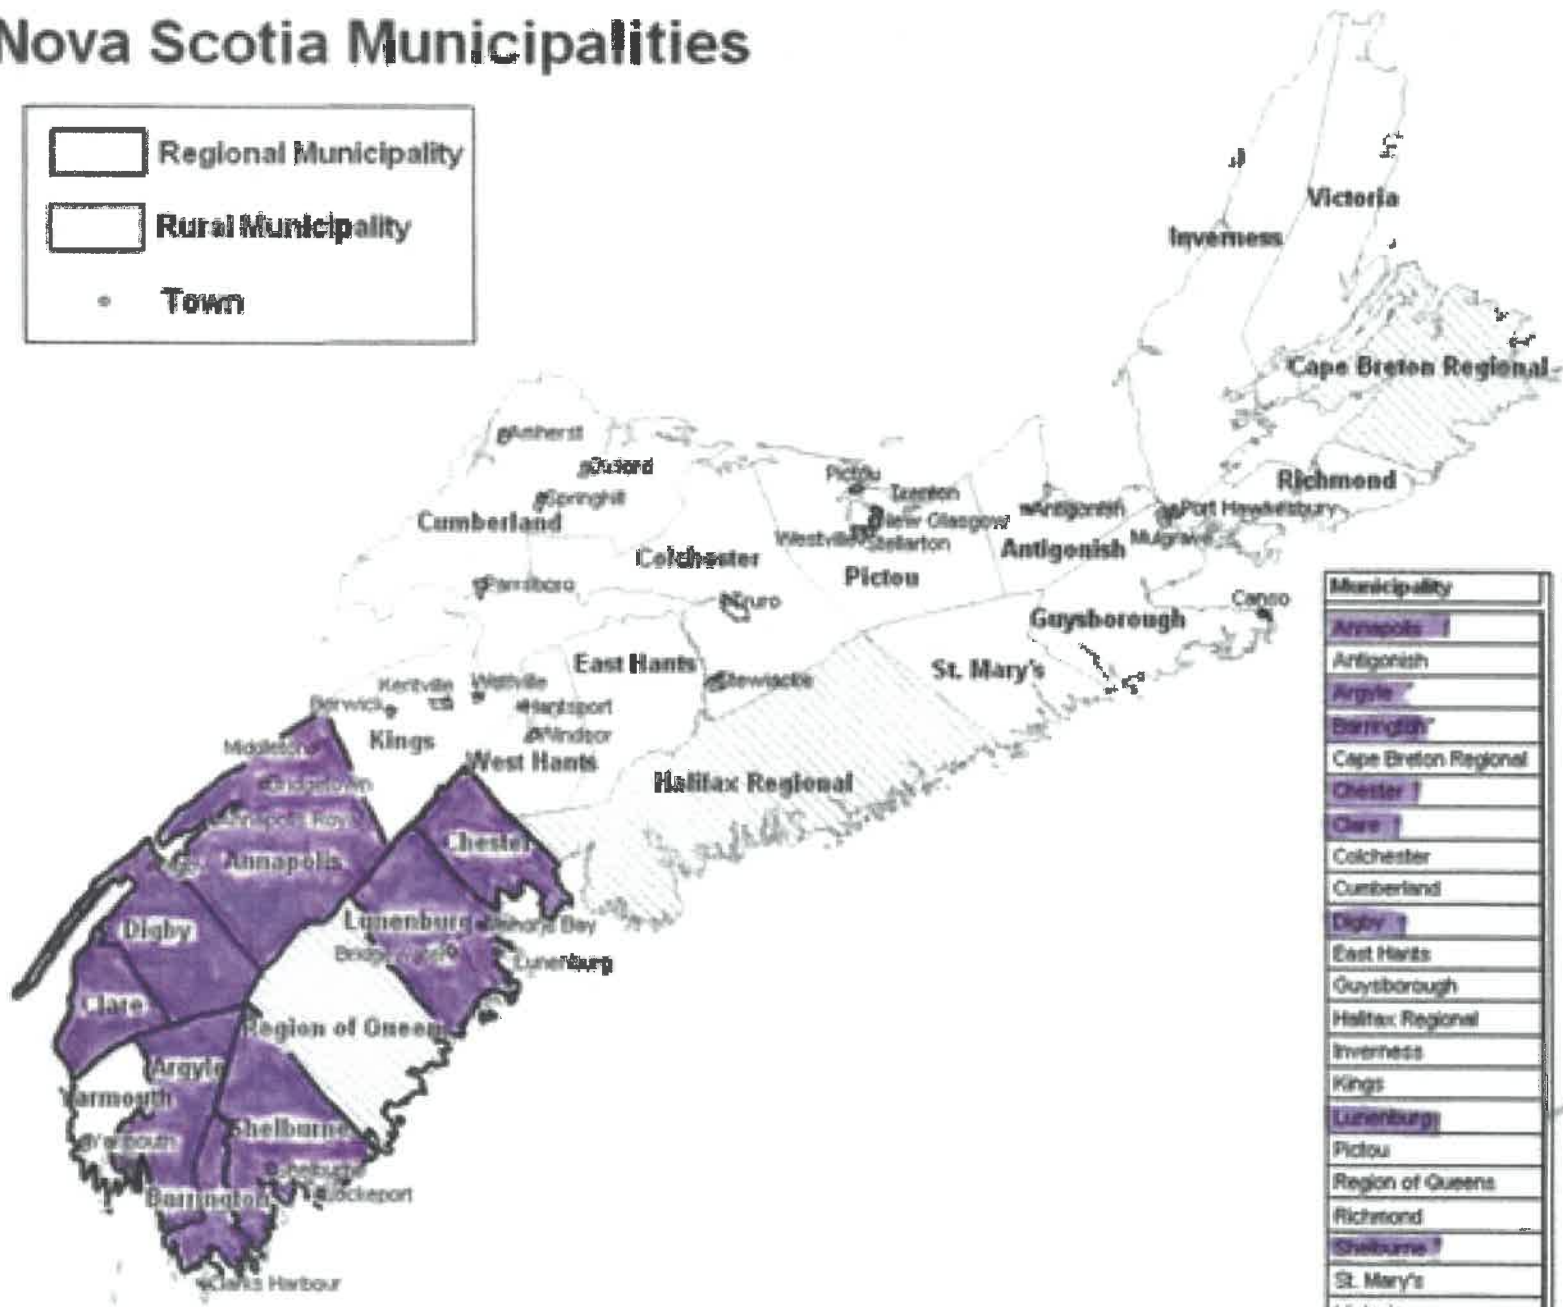 Nova Scotia Municipalities
Regional Municipality
Rural Municipality
Town
Victoria
Inverness
Cape Breton Regional
Amherst
Oxford
Springhill
Cumberland
Pictou
Trenton
New Glasgow
Westville
Stellarton
Antigonish
Port Hawkesbury
Richmond
Colchester
Pictou
Antigonish
Mulgrave
Parrsboro
Truro
Guysborough
Canso
East Hants
St. Mary's
Stewiacke
Kentville
Wolfville
Berwick
Hantsport
Windsor
Kings
West Hants
Middleton
Bridgetown
Halifax Regional
Annapolis Royal
Annapolis
Chester
Digby
Lunenburg
Mahone Bay
Bridgewater
Lunenburg
Clare
Region of Queens
Argyle
Yarmouth
Yarmouth
Shelburne
Shelburne
Lockeport
Barrington
Clarks Harbour
Municipality
Annapolis
Antigonish
Argyle
Barrington
Cape Breton Regional
Chester
Clare
Colchester
Cumberland
Digby
East Hants
Guysborough
Halifax Regional
Inverness
Kings
Lunenburg
Pictou
Region of Queens
Richmond
Shelburne
St. Mary's